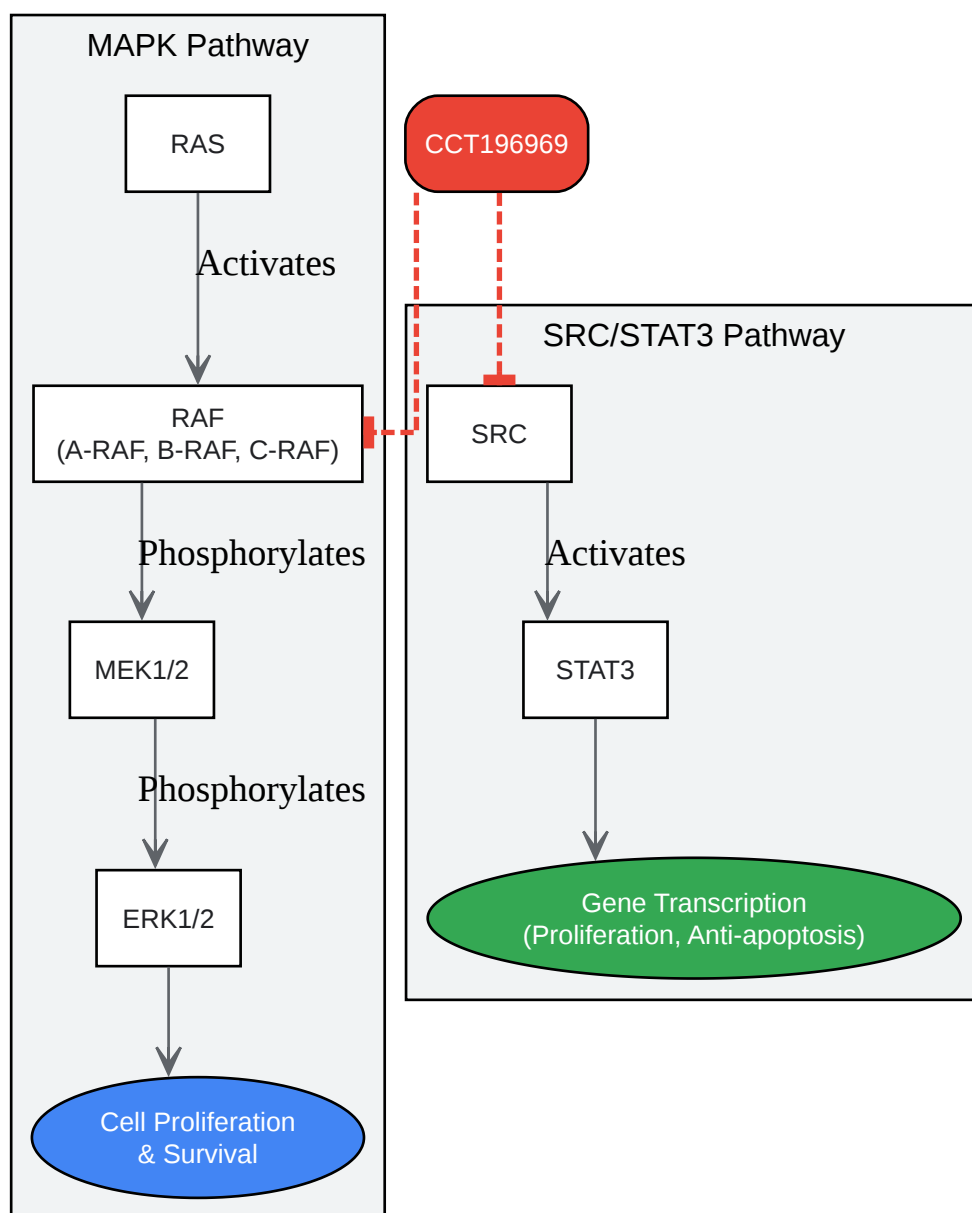 MAPK Pathway
RAS
CCT196969
Activates
SRC/STAT3 Pathway
RAF
(A-RAF, B-RAF, C-RAF)
SRC
Phosphorylates
Activates
MEK1/2
STAT3
Phosphorylates
ERK1/2
Gene Transcription
(Proliferation, Anti-apoptosis)
Cell Proliferation
& Survival